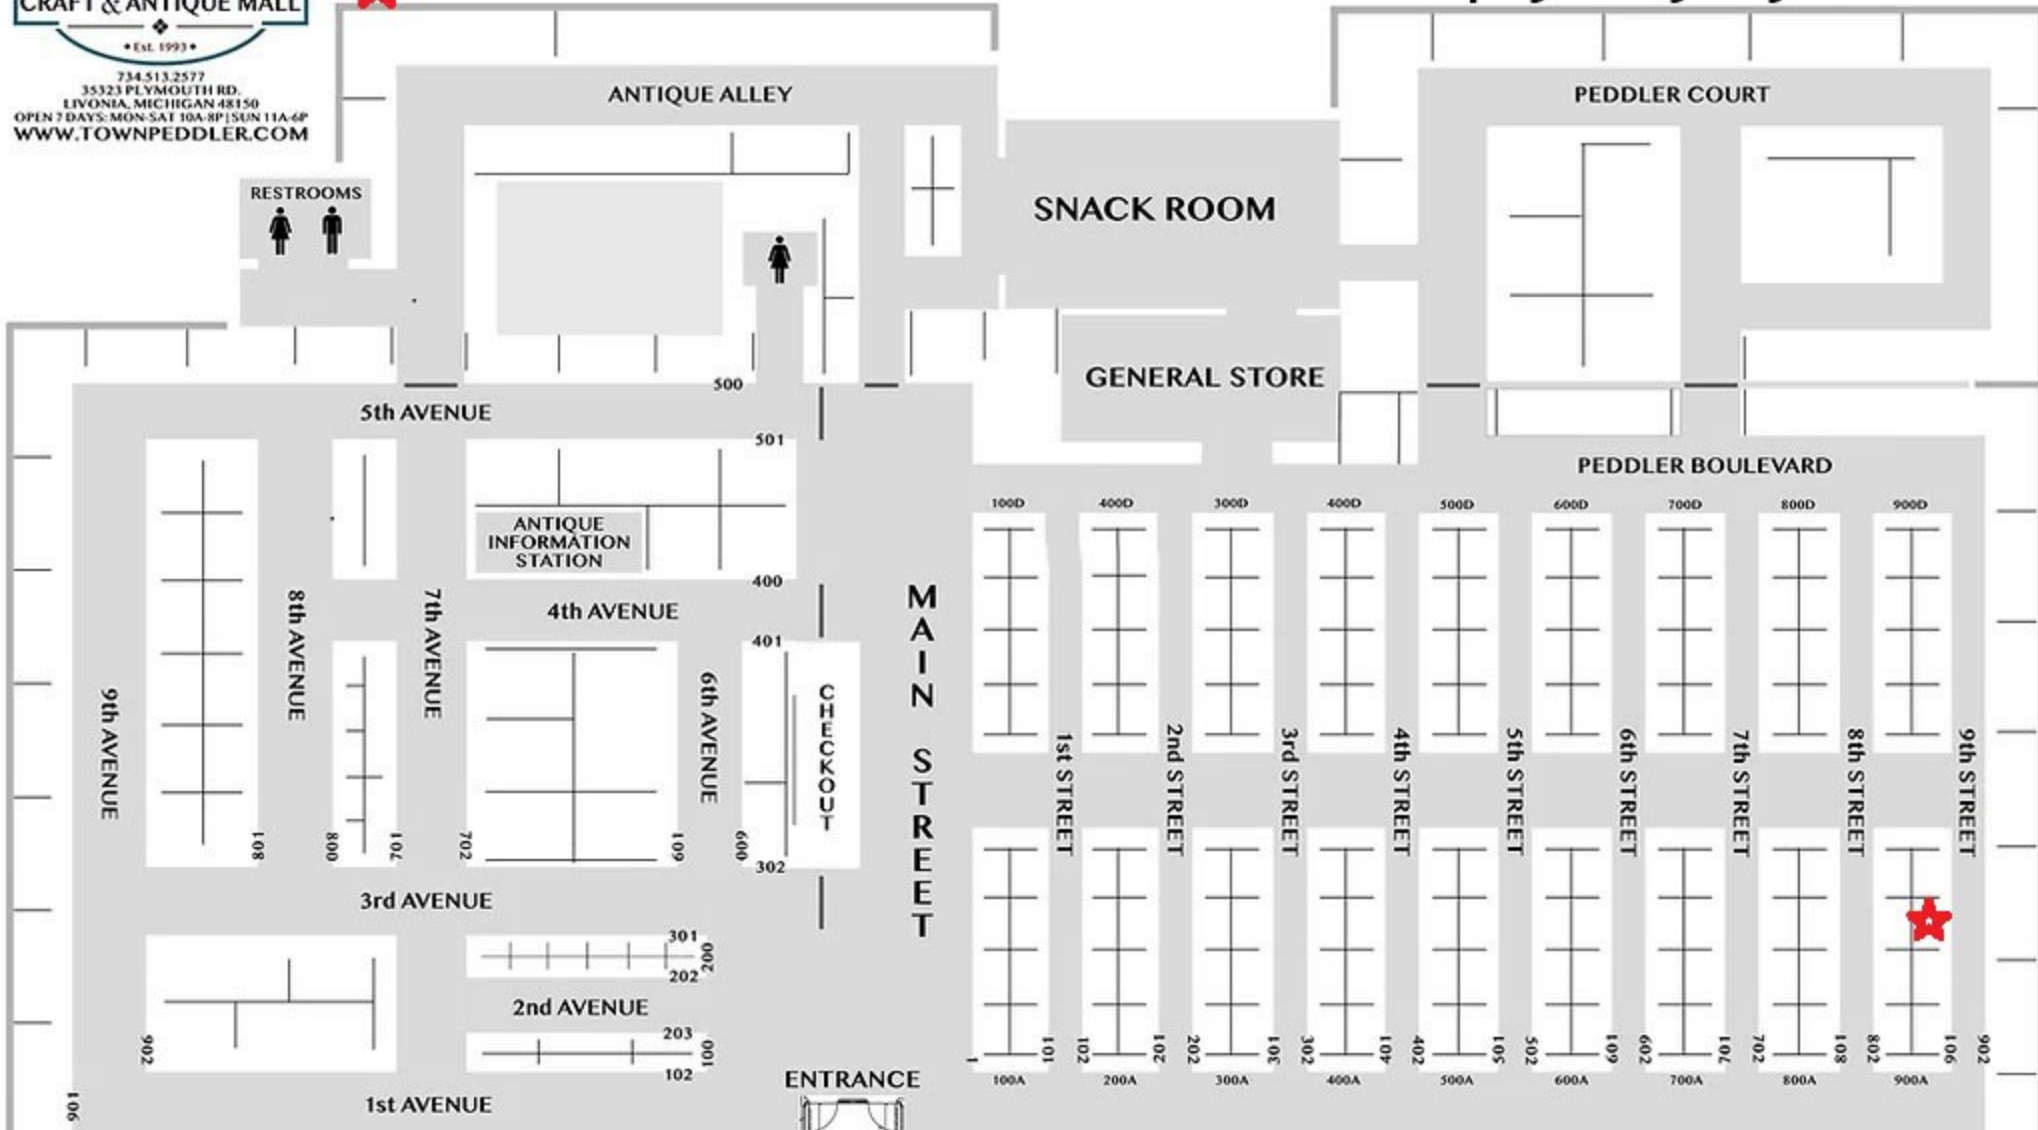 CRAFT & ANTIQUE MALL
• Est. 1993 •
734.513.2577
35323 PLYMOUTH RD.
LIVONIA, MICHIGAN 48150
OPEN 7 DAYS: MON-SAT 10A-8P | SUN 11A-6P
WWW.TOWNPEDDLER.COM
ANTIQUE ALLEY
PEDDLER COURT
RESTROOMS
SNACK ROOM
GENERAL STORE
500
5th AVENUE
501
PEDDLER BOULEVARD
100D
400D
300D
400D
500D
600D
700D
800D
900D
ANTIQUE
INFORMATION
STATION
400
4th AVENUE
401
9th AVENUE
8th AVENUE
7th AVENUE
6th AVENUE
CHECKOUT
MAIN STREET
1st STREET
2nd STREET
3rd STREET
4th STREET
5th STREET
6th STREET
7th STREET
8th STREET
9th STREET
801
800
701
702
601
600
302
3rd AVENUE
301
200
202
2nd AVENUE
203
100
102
902
901
1st AVENUE
ENTRANCE
1
101
102
201
202
301
302
401
402
501
502
601
602
701
702
801
802
901
902
100A
200A
300A
400A
500A
600A
700A
800A
900A